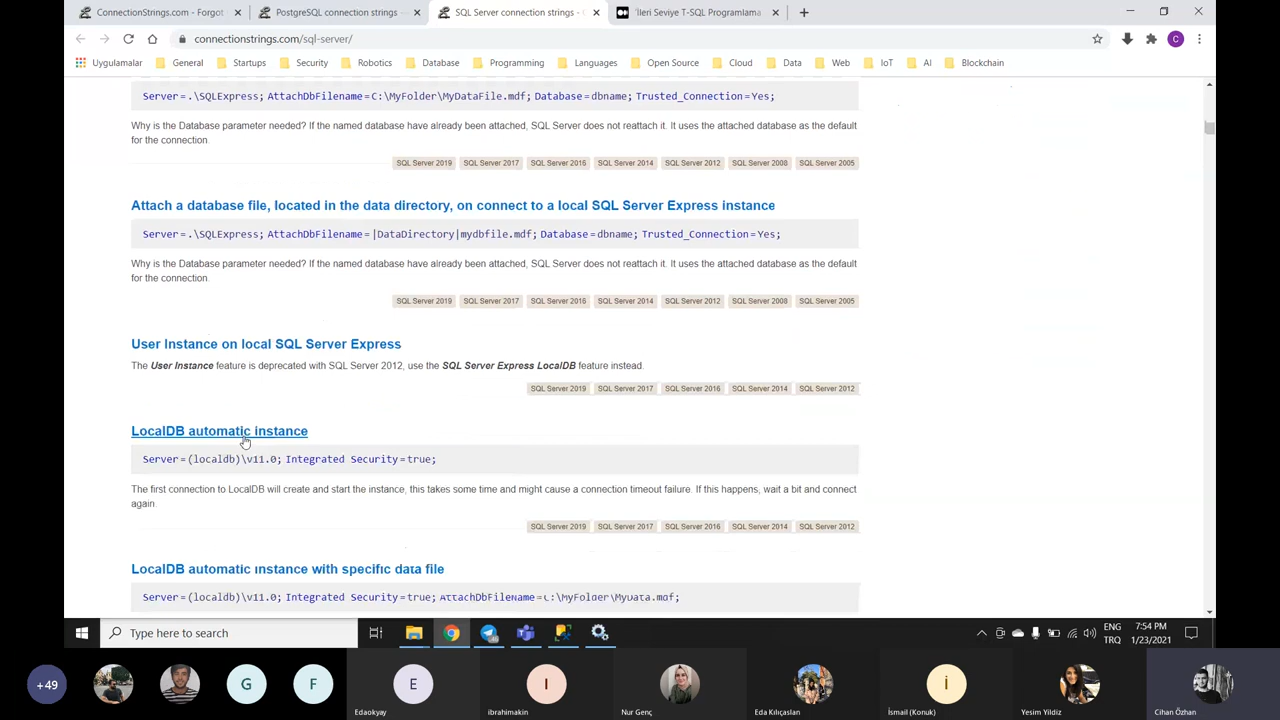 ConnectionStrings.com - Forgot
PostgreSQL connection strings -
SQL Server connection strings -
'İleri Seviye T-SQL Programlama
connectionstrings.com/sql-server/
Uygulamalar
General
Startups
Security
Robotics
Database
Programming
Languages
Open Source
Cloud
Data
Web
IoT
AI
Blockchain
C
Server=.\SQLExpress; AttachDbFilename=C:\MyFolder\MyDataFile.mdf; Database=dbname; Trusted_Connection=Yes;
Why is the Database parameter needed? If the named database have already been attached, SQL Server does not reattach it. It uses the attached database as the default
for the connection.
SQL Server 2019 SQL Server 2017 SQL Server 2016 SQL Server 2014 SQL Server 2012 SQL Server 2008 SQL Server 2005
Attach a database file, located in the data directory, on connect to a local SQL Server Express instance
Server=.\SQLExpress; AttachDbFilename=|DataDirectory|mydbfile.mdf; Database=dbname; Trusted_Connection=Yes;
Why is the Database parameter needed? If the named database have already been attached, SQL Server does not reattach it. It uses the attached database as the default
for the connection.
SQL Server 2019 SQL Server 2017 SQL Server 2016 SQL Server 2014 SQL Server 2012 SQL Server 2008 SQL Server 2005
User Instance on local SQL Server Express
The User Instance feature is deprecated with SQL Server 2012, use the SQL Server Express LocalDB feature instead.
SQL Server 2019 SQL Server 2017 SQL Server 2016 SQL Server 2014 SQL Server 2012
LocalDB automatic instance
Server=(localdb)\v11.0; Integrated Security=true;
The first connection to LocalDB will create and start the instance, this takes some time and might cause a connection timeout failure. If this happens, wait a bit and connect
again.
SQL Server 2019 SQL Server 2017 SQL Server 2016 SQL Server 2014 SQL Server 2012
LocalDB automatic instance with specific data file
Server=(localdb)\v11.0; Integrated Security=true; AttachDbFileName=C:\MyFolder\MyData.mdf;
Type here to search
ENG
TRQ
7:54 PM
1/23/2021
+49
G
F
E
I
İ
Edaokyay
ibrahimakin
Nur Genç
Eda Kılıçaslan
İsmail (Konuk)
Yesim Yildiz
Cihan Özhan